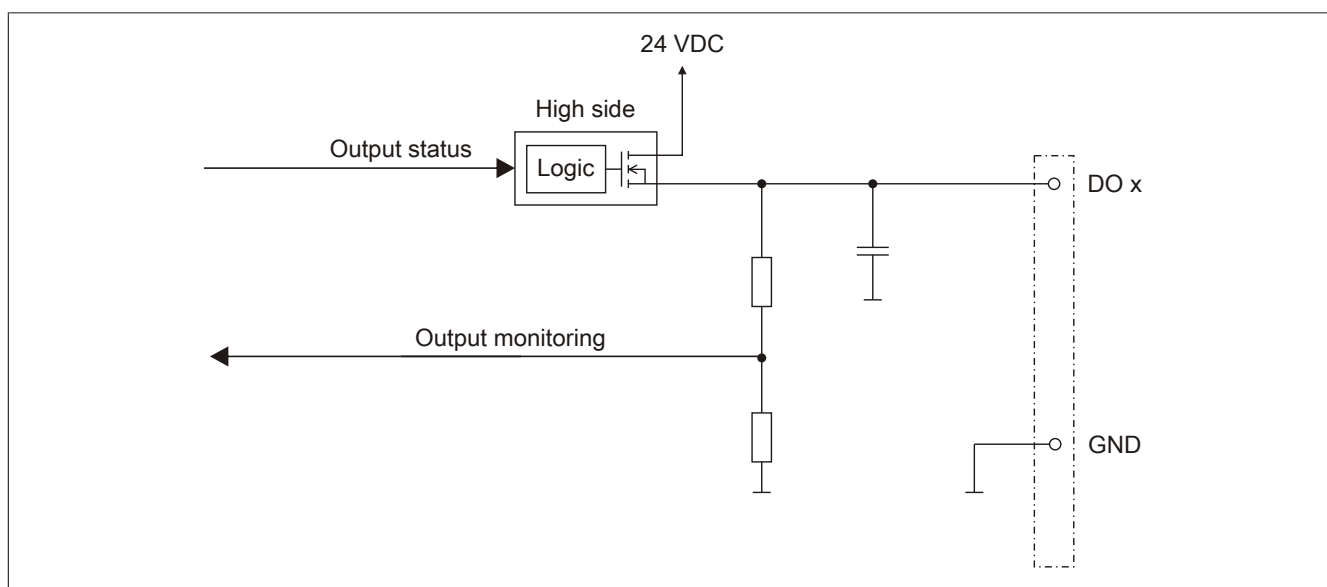 24 VDC
High side
Output status
Logic
DO x
Output monitoring
GND